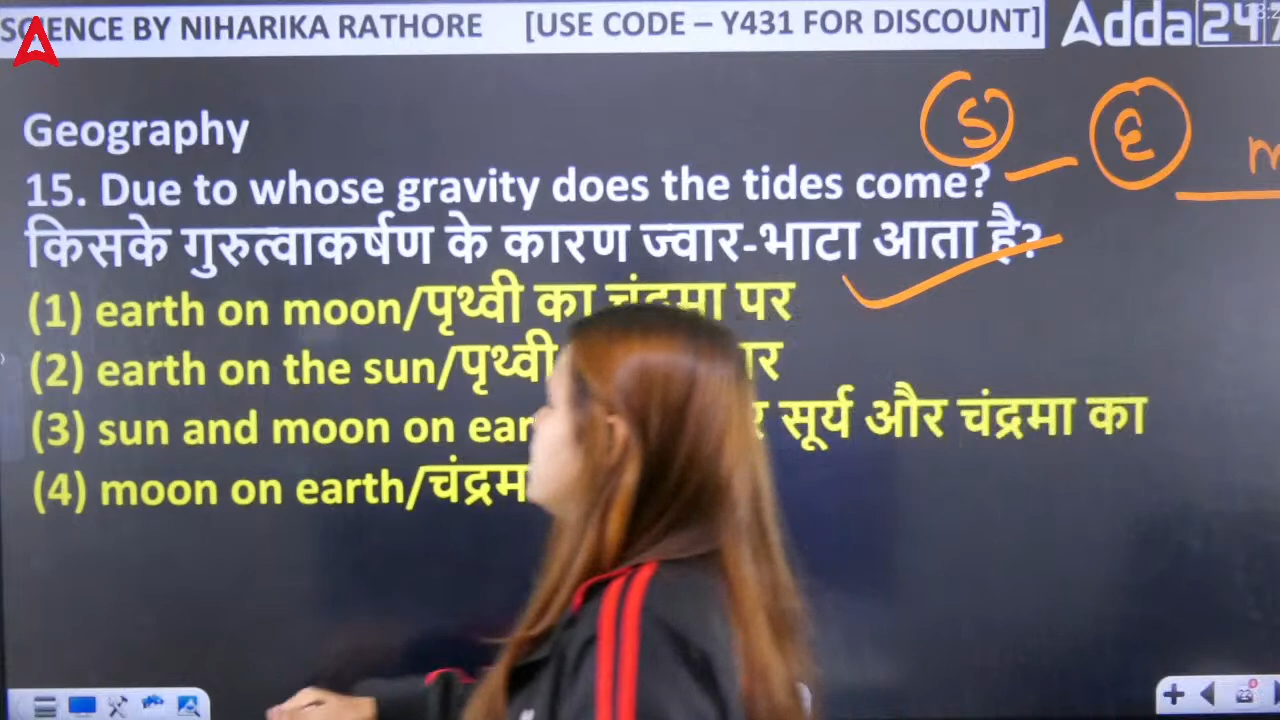 SCIENCE BY NIHARIKA RATHORE [USE CODE – Y431 FOR DISCOUNT] Adda247
S E m
Geography
15. Due to whose gravity does the tides come?
किसके गुरुत्वाकर्षण के कारण ज्वार-भाटा आता है?
(1) earth on moon/पृथ्वी का चंद्रमा पर
(2) earth on the sun/पृथ्वी
(3) sun and moon on सूर्य और चंद्रमा का
(4) moon on earth/